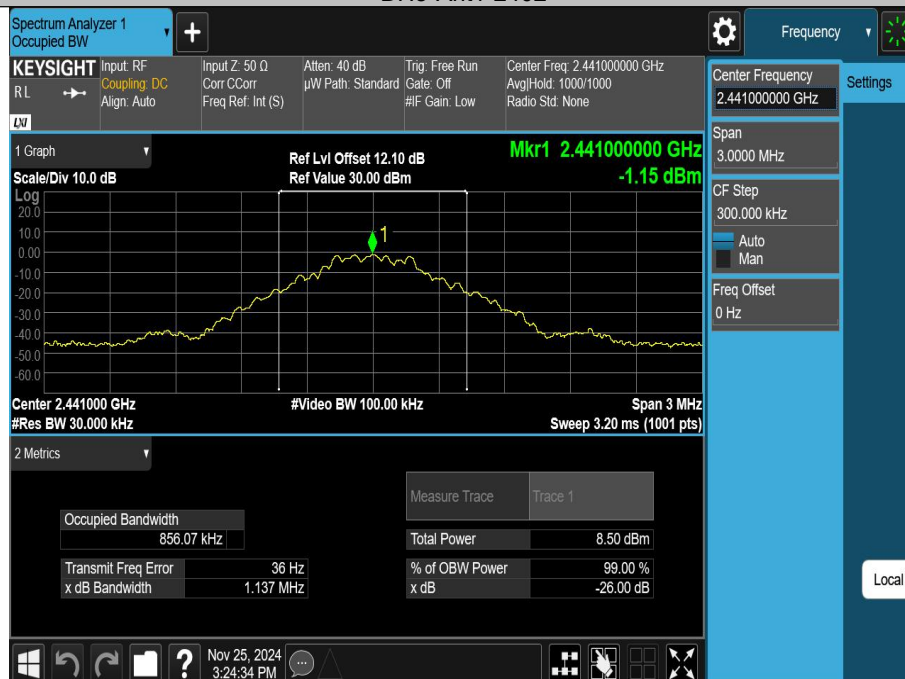 Spectrum Analyzer 1
Occupied BW
+
Frequency
KEYSIGHT
RL
LXI
Input: RF
Coupling: DC
Align: Auto
Input Z: 50 Ω
Corr CCorr
Freq Ref: Int (S)
Atten: 40 dB
µW Path: Standard
Trig: Free Run
Gate: Off
#IF Gain: Low
Center Freq: 2.441000000 GHz
Avg|Hold: 1000/1000
Radio Std: None
Center Frequency
2.441000000 GHz
Settings
Span
3.0000 MHz
CF Step
300.000 kHz
Auto
Man
Freq Offset
0 Hz
1 Graph
Scale/Div 10.0 dB
Ref Lvl Offset 12.10 dB
Ref Value 30.00 dBm
Mkr1 2.441000000 GHz
-1.15 dBm
Log
20.0
10.0
0.00
-10.0
-20.0
-30.0
-40.0
-50.0
-60.0
1
Center 2.441000 GHz
#Video BW 100.00 kHz
Span 3 MHz
#Res BW 30.000 kHz
Sweep 3.20 ms (1001 pts)
2 Metrics
Measure Trace Trace 1
Occupied Bandwidth
856.07 kHz
Total Power 8.50 dBm
Transmit Freq Error 36 Hz
% of OBW Power 99.00 %
x dB Bandwidth 1.137 MHz
x dB -26.00 dB
Local
?
Nov 25, 2024
3:24:34 PM